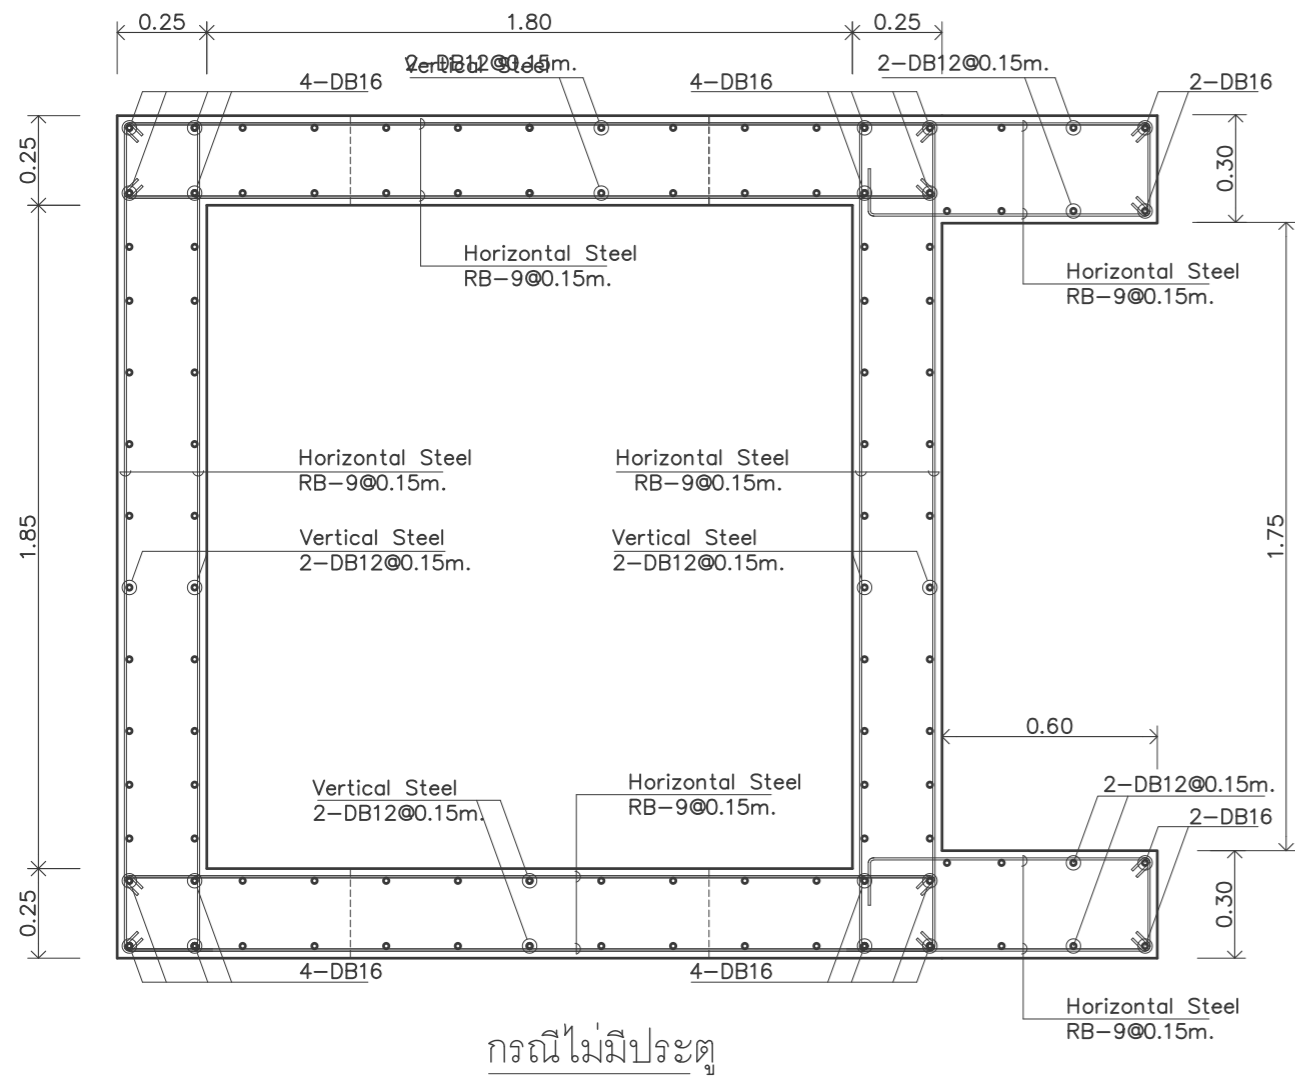 0.25
1.80
0.25
Vertical Steel
2-DB12@0.15m.
2-DB12@0.15m.
4-DB16
4-DB16
2-DB16
0.25
0.30
Horizontal Steel
RB-9@0.15m.
Horizontal Steel
RB-9@0.15m.
Horizontal Steel
RB-9@0.15m.
Horizontal Steel
RB-9@0.15m.
1.85
1.75
Vertical Steel
2-DB12@0.15m.
Vertical Steel
2-DB12@0.15m.
0.60
Vertical Steel
2-DB12@0.15m.
Horizontal Steel
RB-9@0.15m.
2-DB12@0.15m.
2-DB16
0.25
0.30
4-DB16
4-DB16
Horizontal Steel
RB-9@0.15m.
กรณีไม่มีประตู